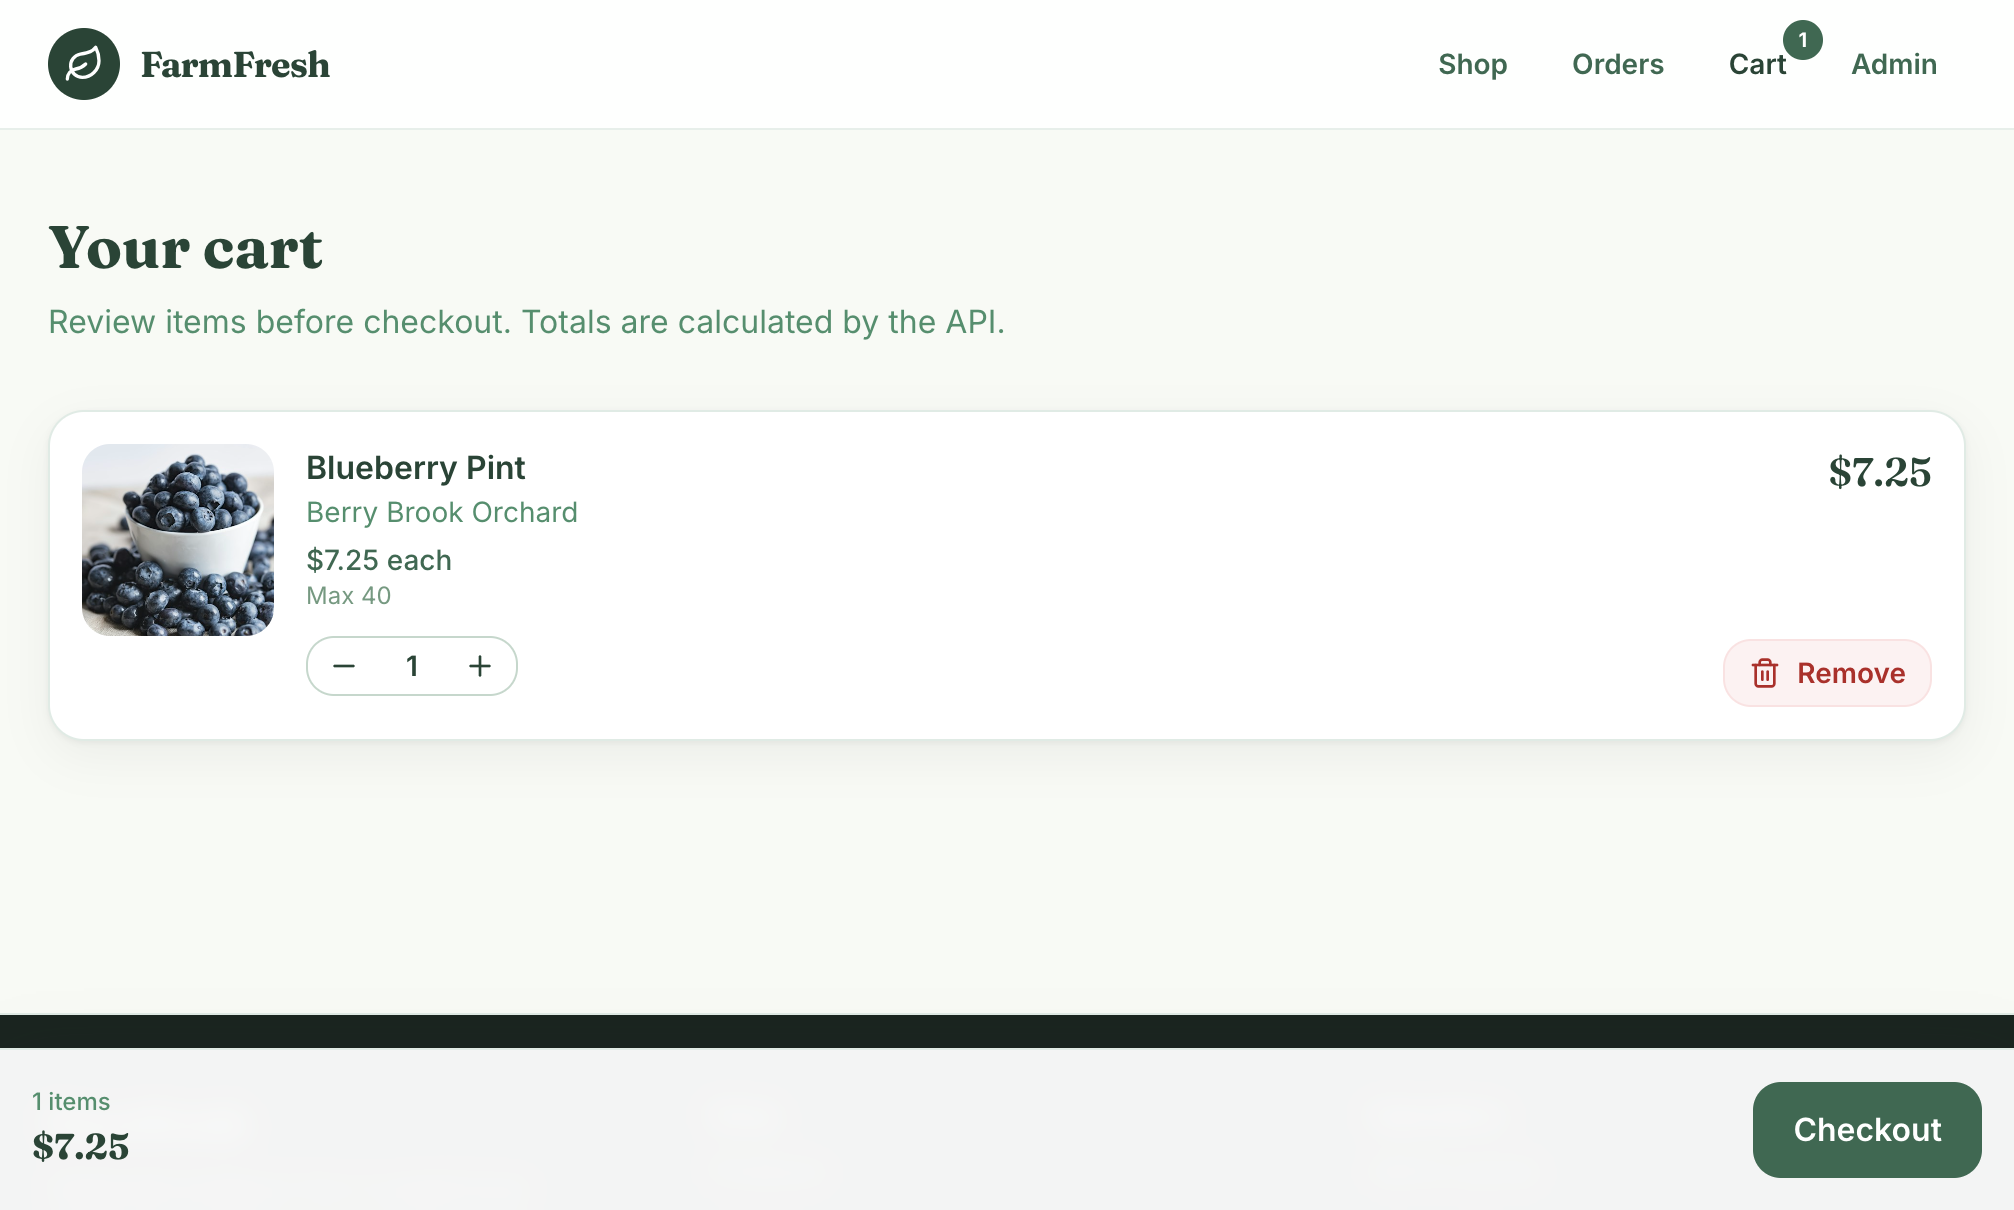 FarmFresh
Shop
Orders
Cart
1
Admin
Your cart
Review items before checkout. Totals are calculated by the API.
Blueberry Pint
$7.25
Berry Brook Orchard
$7.25 each
Max 40
1
Remove
1 items
$7.25
Checkout